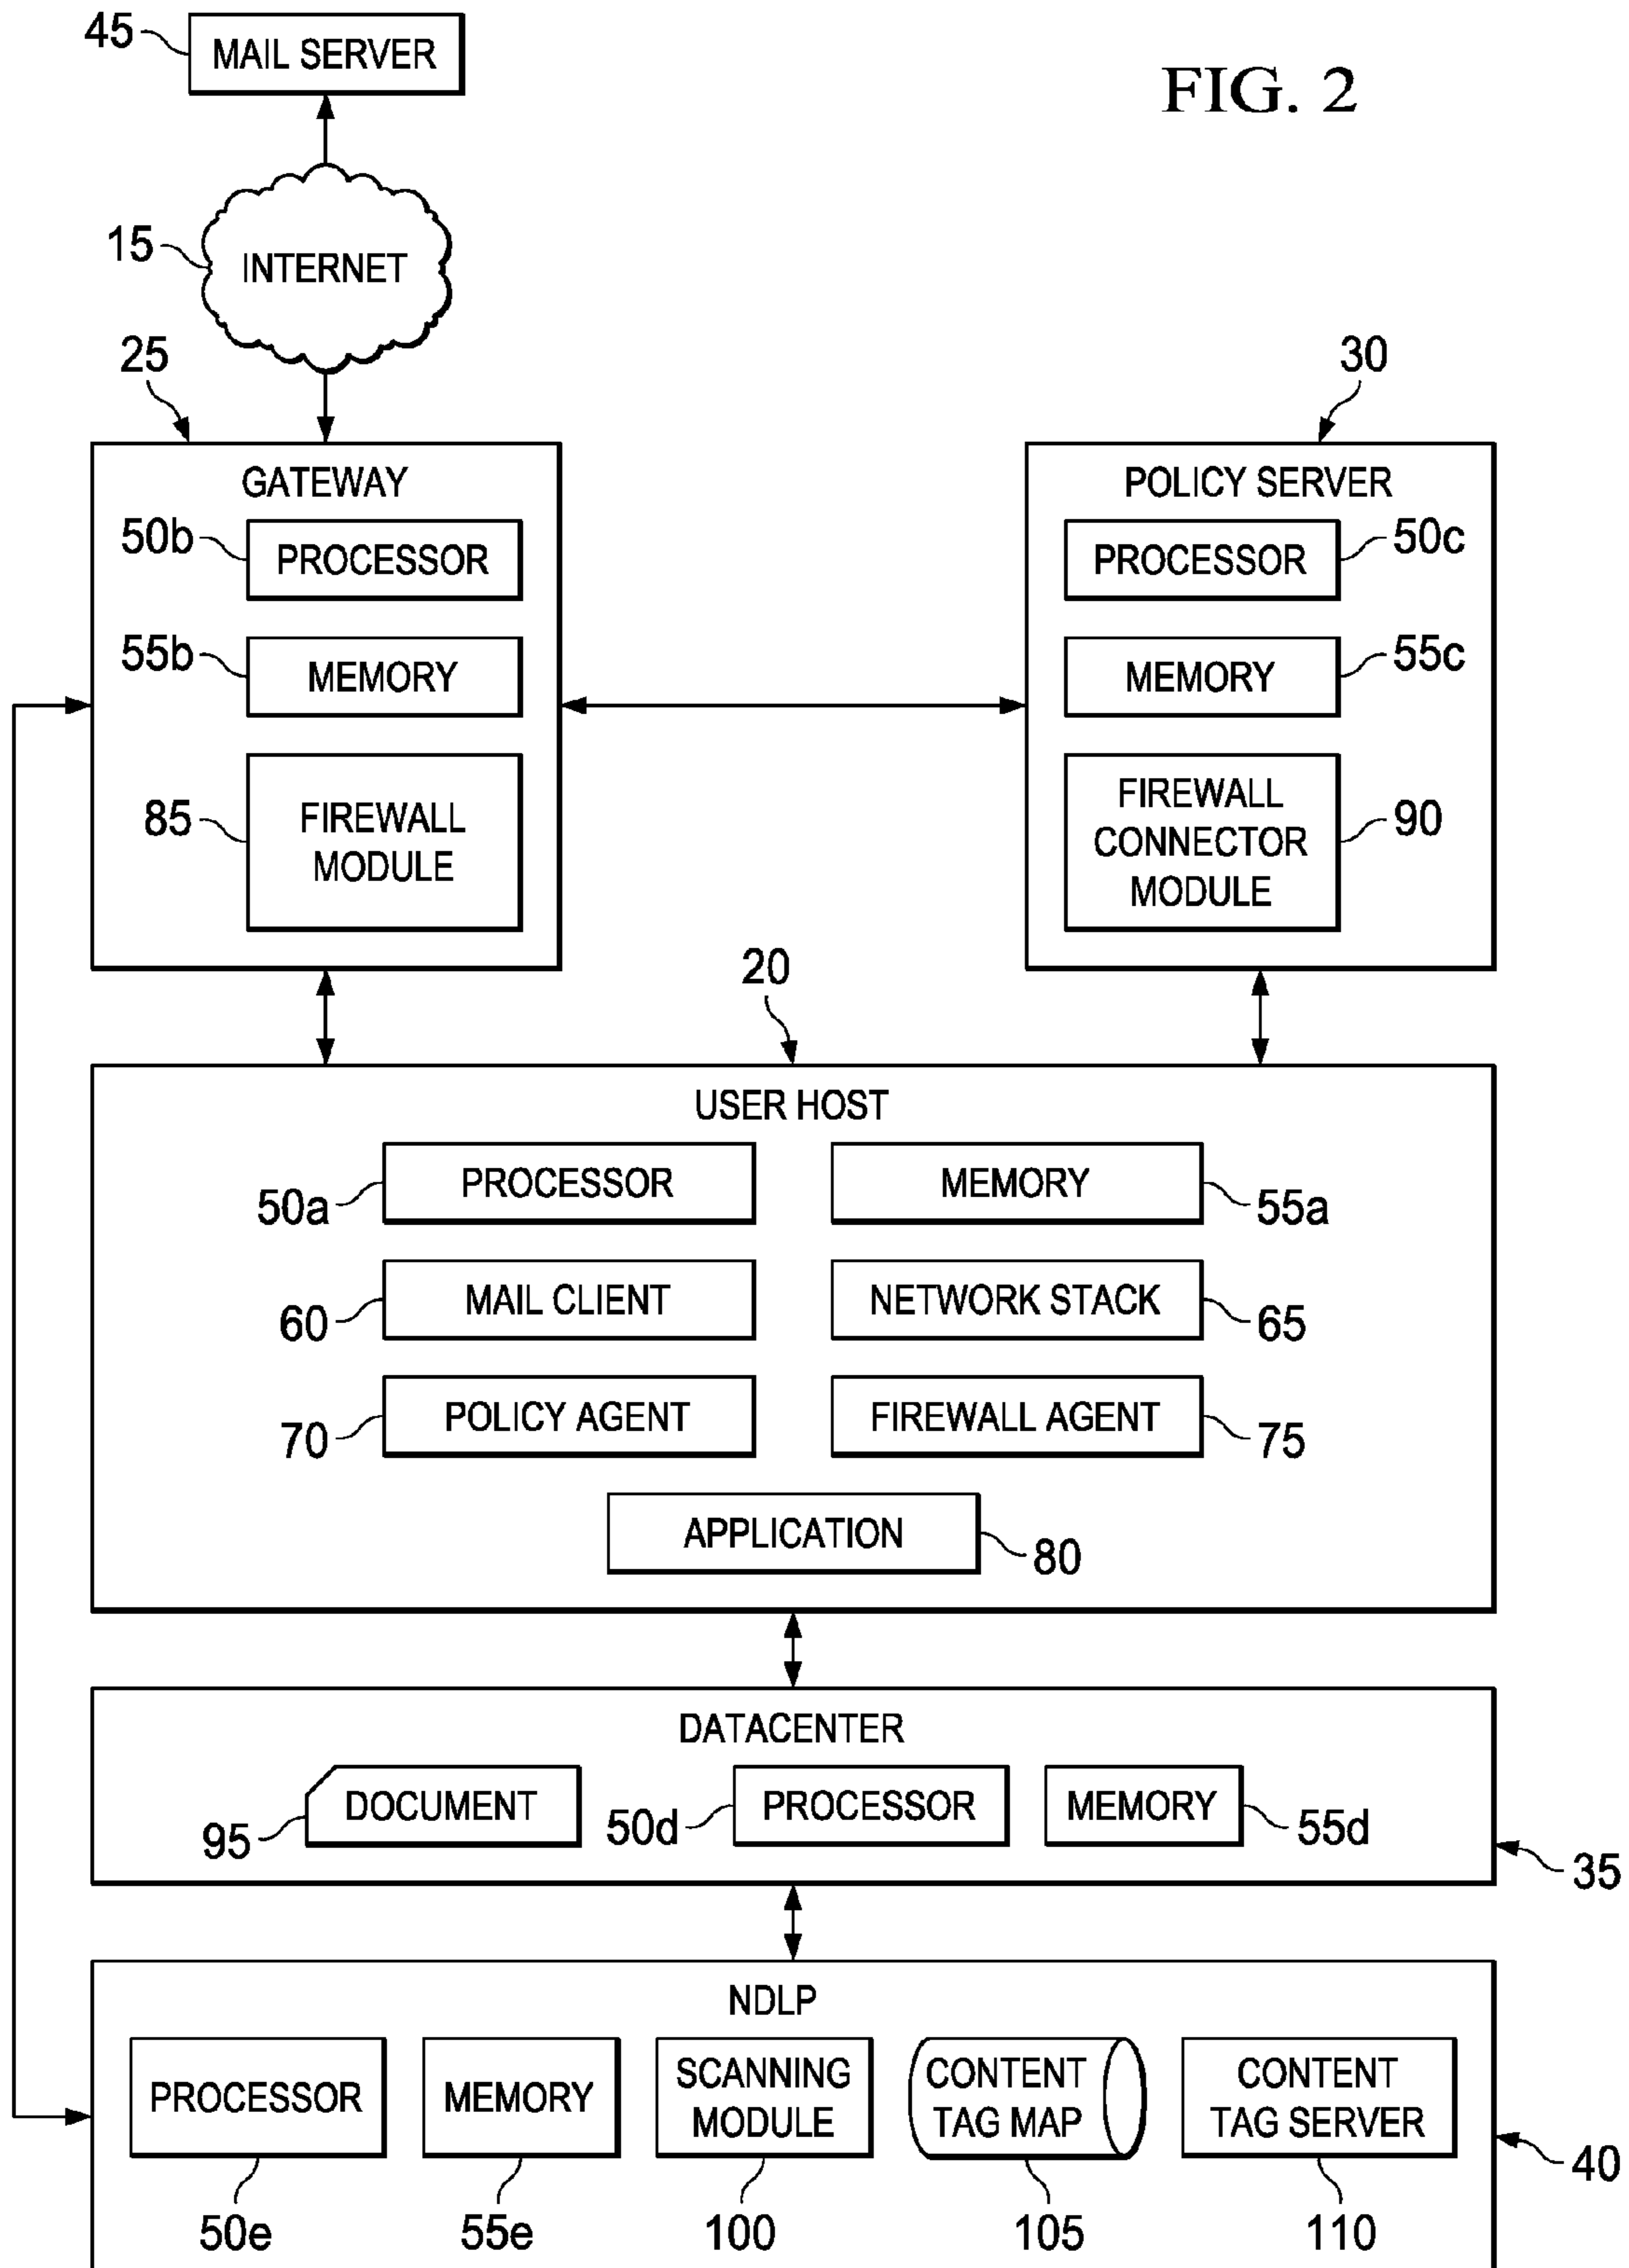 FIG. 2
45
MAIL SERVER
15
INTERNET
25
GATEWAY
50b
PROCESSOR
55b
MEMORY
85
FIREWALL
MODULE
30
POLICY SERVER
PROCESSOR
50c
MEMORY
55c
FIREWALL
CONNECTOR
MODULE
90
20
USER HOST
50a
PROCESSOR
MEMORY
55a
60
MAIL CLIENT
NETWORK STACK
65
70
POLICY AGENT
FIREWALL AGENT
75
APPLICATION
80
DATACENTER
95
DOCUMENT
50d
PROCESSOR
MEMORY
55d
35
NDLP
PROCESSOR
50e
MEMORY
55e
SCANNING
MODULE
100
CONTENT
TAG MAP
105
CONTENT
TAG SERVER
110
40